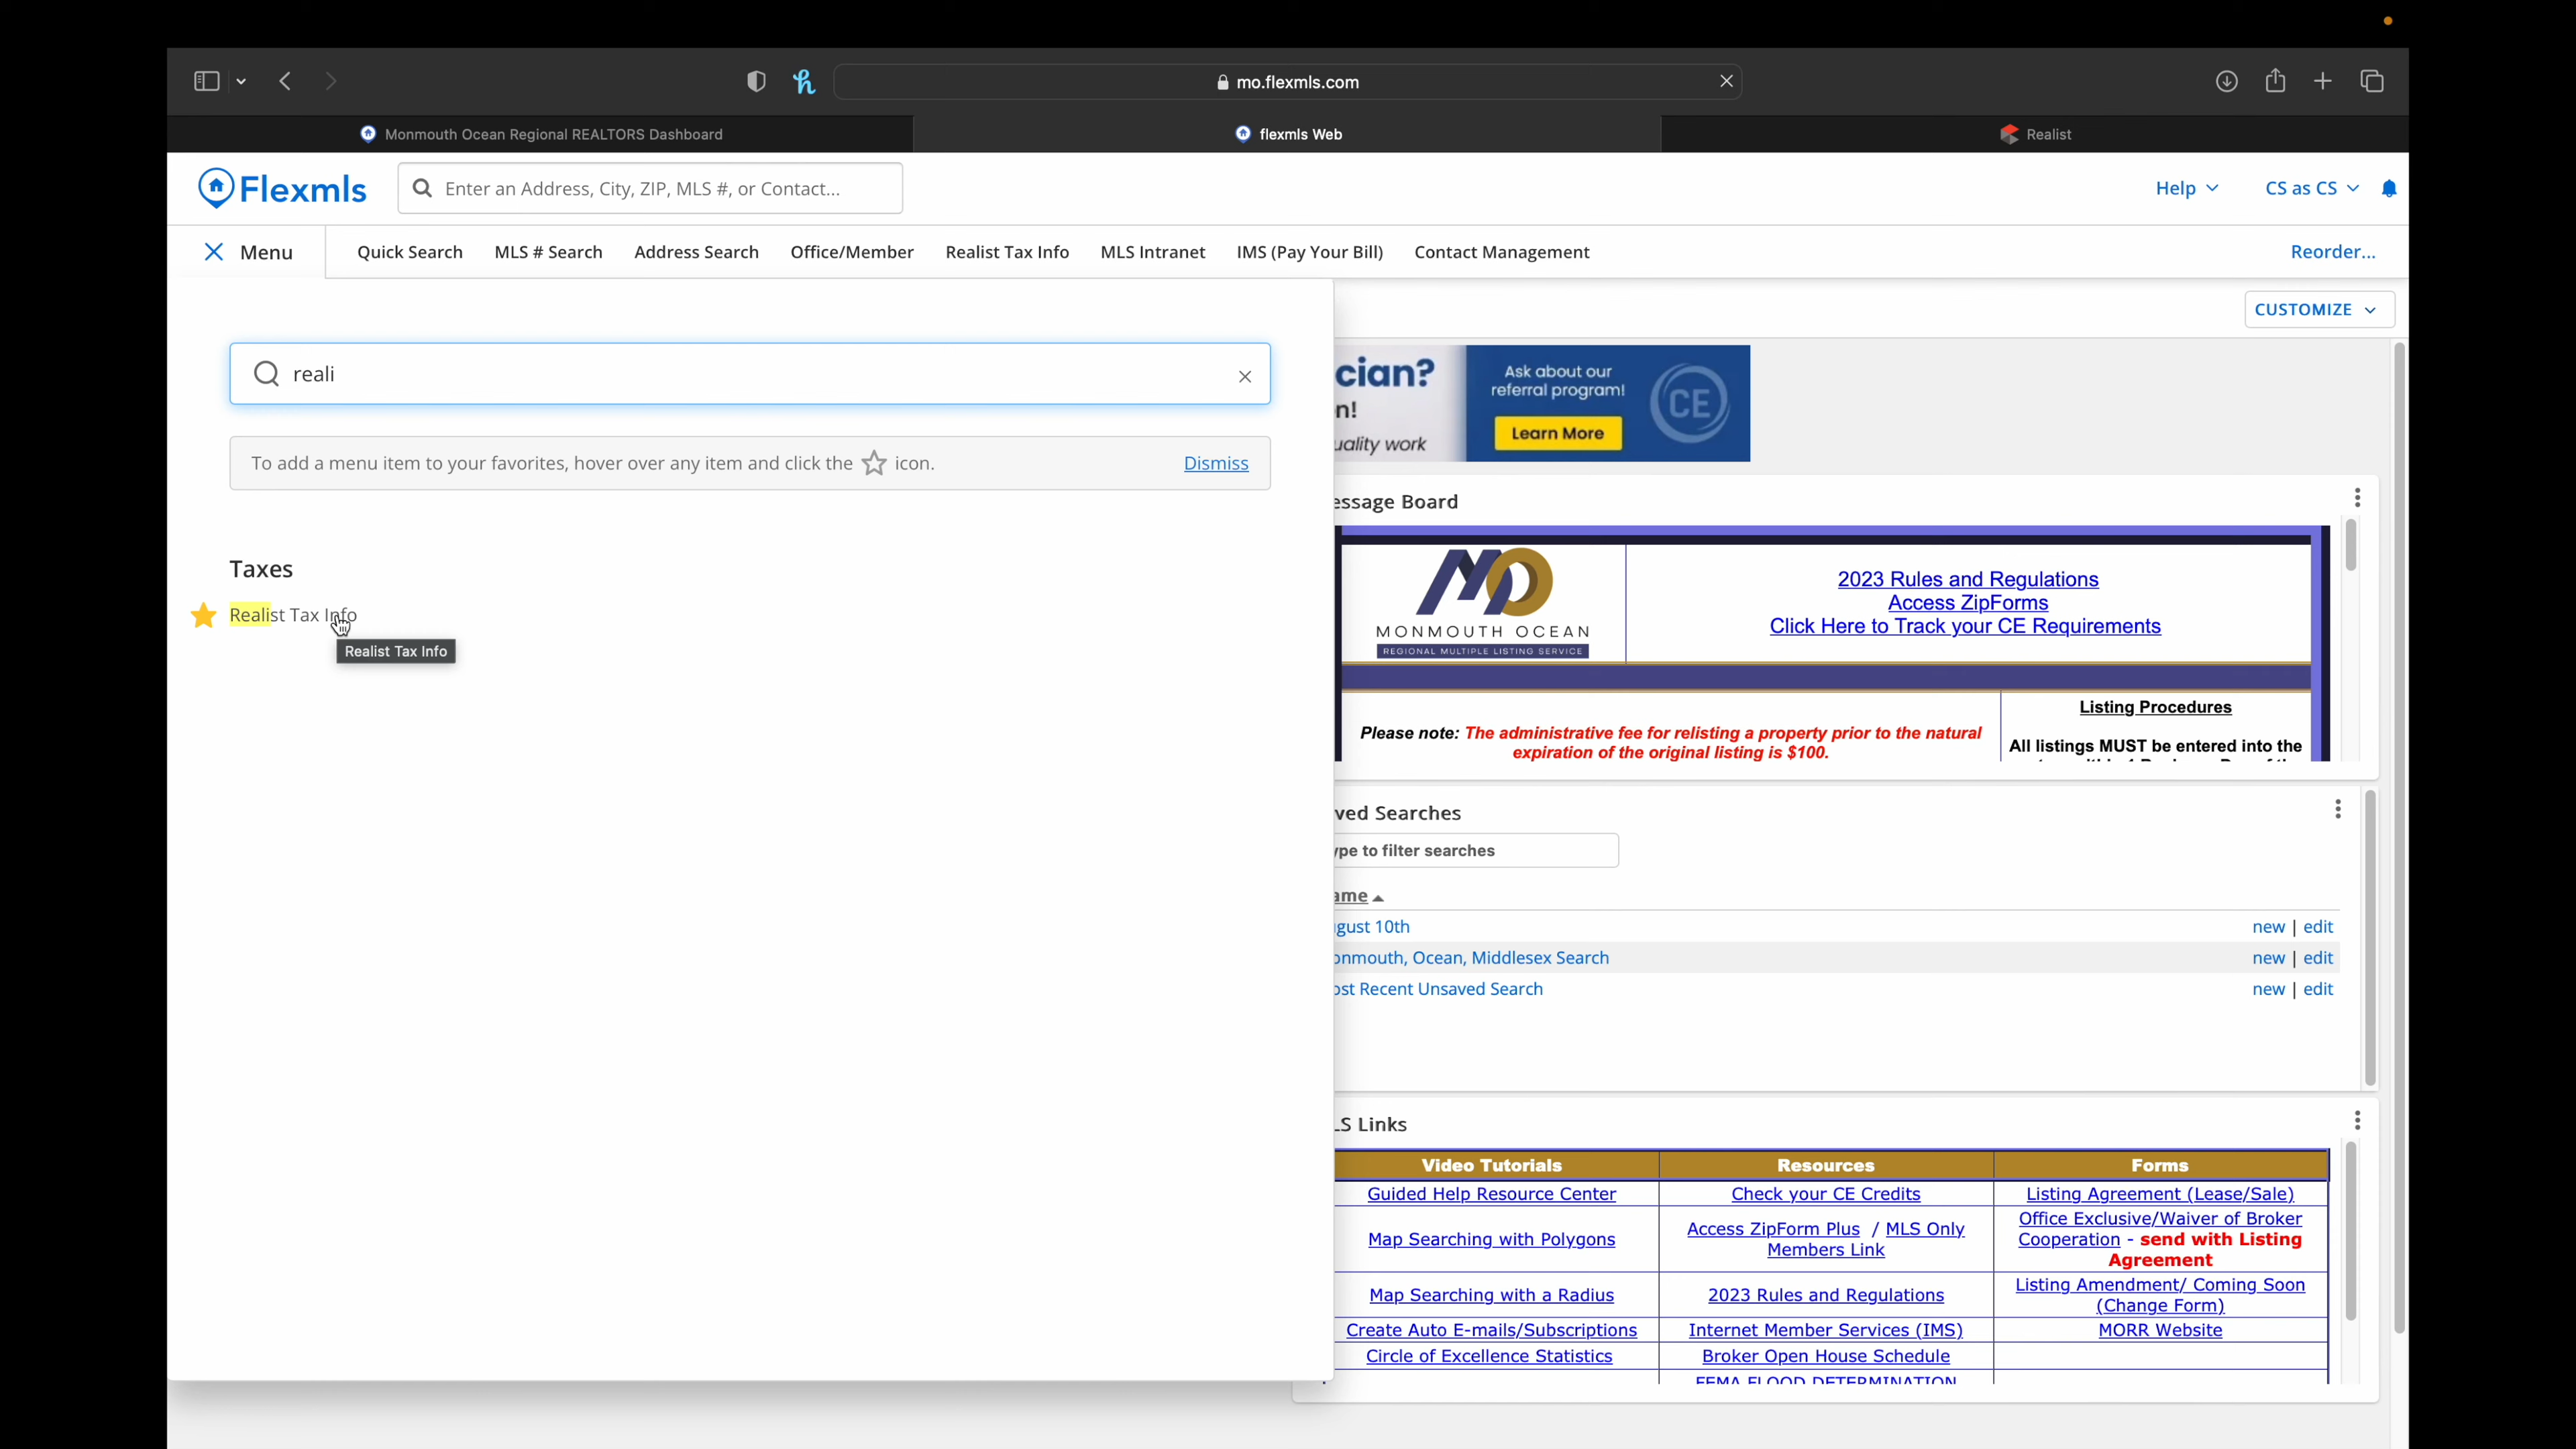 mo.flexmls.com
Monmouth Ocean Regional REALTORS Dashboard
flexmls Web
Realist
Flexmls
Enter an Address, City, ZIP, MLS #, or Contact...
Help
CS as CS
Menu
Quick Search
MLS # Search
Address Search
Office/Member
Realist Tax Info
MLS Intranet
IMS (Pay Your Bill)
Contact Management
Reorder...
CUSTOMIZE
reali
To add a menu item to your favorites, hover over any item and click the icon.
Dismiss
Taxes
Realist Tax Info
Realist Tax Info
cian?
n!
uality work
Ask about our
referral program!
Learn More
CE
essage Board
MO
MONMOUTH OCEAN
REGIONAL MULTIPLE LISTING SERVICE
2023 Rules and Regulations
Access ZipForms
Click Here to Track your CE Requirements
Please note: The administrative fee for relisting a property prior to the natural
expiration of the original listing is $100.
Listing Procedures
All listings MUST be entered into the
ved Searches
ype to filter searches
ame
gust 10th
new | edit
onmouth, Ocean, Middlesex Search
new | edit
ost Recent Unsaved Search
new | edit
LS Links
Video Tutorials
Resources
Forms
Guided Help Resource Center
Check your CE Credits
Listing Agreement (Lease/Sale)
Map Searching with Polygons
Access ZipForm Plus / MLS Only
Members Link
Office Exclusive/Waiver of Broker
Cooperation - send with Listing
Agreement
Map Searching with a Radius
2023 Rules and Regulations
Listing Amendment/ Coming Soon
(Change Form)
Create Auto E-mails/Subscriptions
Internet Member Services (IMS)
MORR Website
Circle of Excellence Statistics
Broker Open House Schedule
FEMA FLOOD DETERMINATION